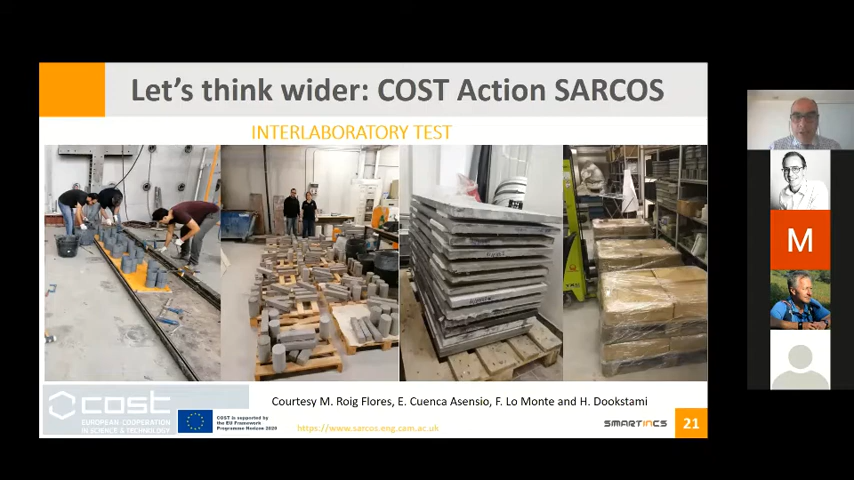 Let's think wider: COST Action SARCOS
INTERLABORATORY TEST
Courtesy M. Roig Flores, E. Cuenca Asensio, F. Lo Monte and H. Dookstami
cost
EUROPEAN COOPERATION
IN SCIENCE & TECHNOLOGY
COST is supported by
the EU Framework
Programme Horizon 2020
https://www.sarcos.eng.cam.ac.uk
SMARTINCS
21
M